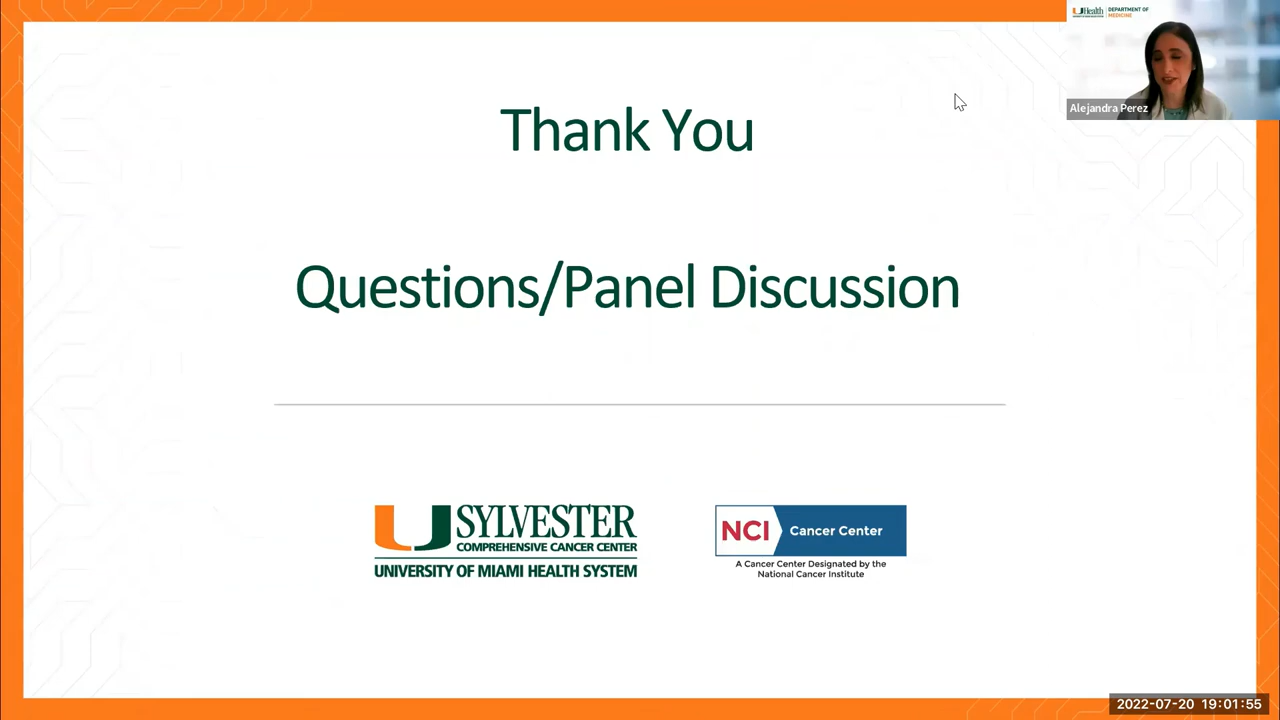 UHealth
DEPARTMENT OF
MEDICINE
Alejandra Perez
Thank You
Questions/Panel Discussion
SYLVESTER
COMPREHENSIVE CANCER CENTER
UNIVERSITY OF MIAMI HEALTH SYSTEM
NCI Cancer Center
A Cancer Center Designated by the
National Cancer Institute
2022-07-20 19:01:55